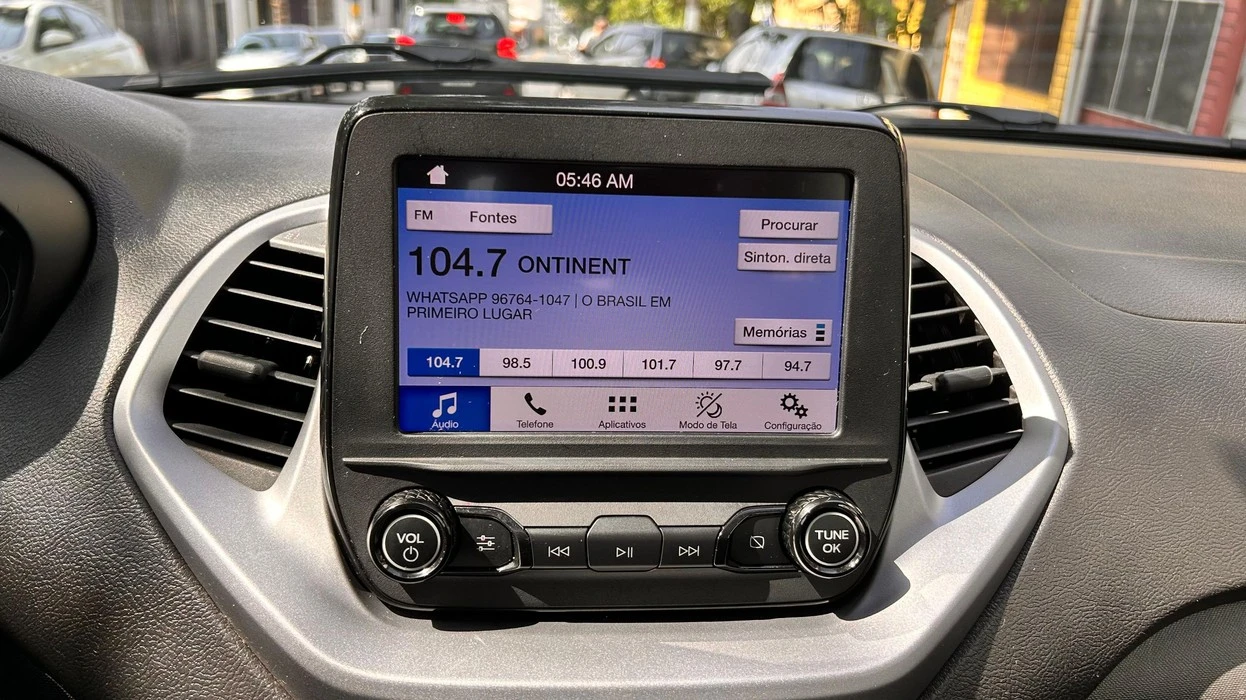 05:46 AM
FM Fontes
Procurar
104.7 ONTINENT
Sinton. direta
WHATSAPP 96764-1047 | O BRASIL EM
PRIMEIRO LUGAR
Memórias
104.7 98.5 100.9 101.7 97.7 94.7
Áudio Telefone Aplicativos Modo de Tela Configuração
VOL
TUNE
OK